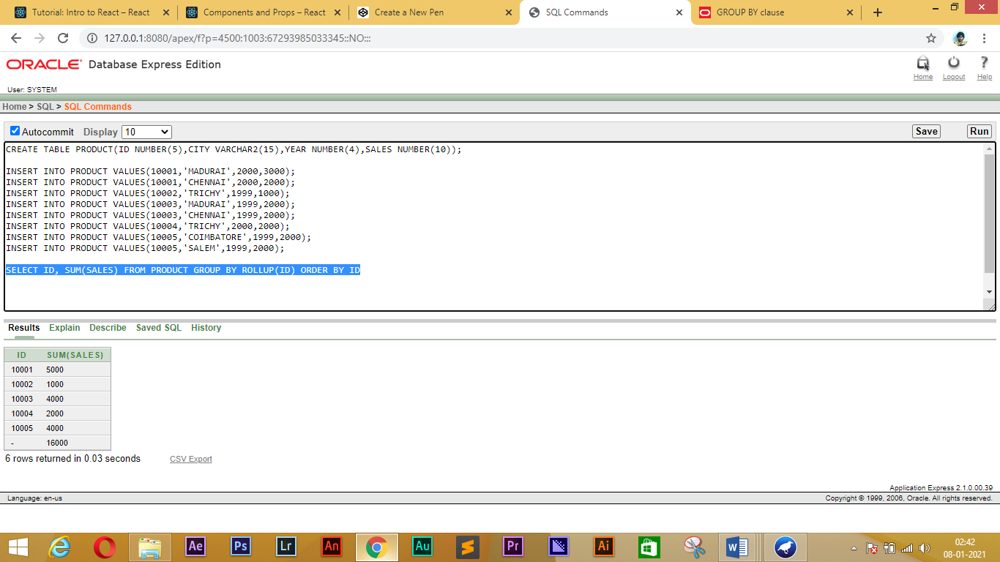 Tutorial: Intro to React – React
Components and Props – React
Create a New Pen
SQL Commands
GROUP BY clause
127.0.0.1:8080/apex/f?p=4500:1003:67293985033345::NO:::
ORACLE Database Express Edition
Home
Logout
Help
User: SYSTEM
Home > SQL > SQL Commands
Autocommit Display 10 Save Run
CREATE TABLE PRODUCT(ID NUMBER(5),CITY VARCHAR2(15),YEAR NUMBER(4),SALES NUMBER(10));
INSERT INTO PRODUCT VALUES(10001,'MADURAI',2000,3000);
INSERT INTO PRODUCT VALUES(10001,'CHENNAI',2000,2000);
INSERT INTO PRODUCT VALUES(10002,'TRICHY',1999,1000);
INSERT INTO PRODUCT VALUES(10003,'MADURAI',1999,2000);
INSERT INTO PRODUCT VALUES(10003,'CHENNAI',1999,2000);
INSERT INTO PRODUCT VALUES(10004,'TRICHY',2000,2000);
INSERT INTO PRODUCT VALUES(10005,'COIMBATORE',1999,2000);
INSERT INTO PRODUCT VALUES(10005,'SALEM',1999,2000);
SELECT ID, SUM(SALES) FROM PRODUCT GROUP BY ROLLUP(ID) ORDER BY ID
Results Explain Describe Saved SQL History
ID SUM(SALES)
10001 5000
10002 1000
10003 4000
10004 2000
10005 4000
- 16000
6 rows returned in 0.03 seconds CSV Export
Application Express 2.1.0.00.39
Language: en-us Copyright © 1999, 2006, Oracle. All rights reserved.
Ae Ps Lr An Au Pr Ai W
02:42
08-01-2021